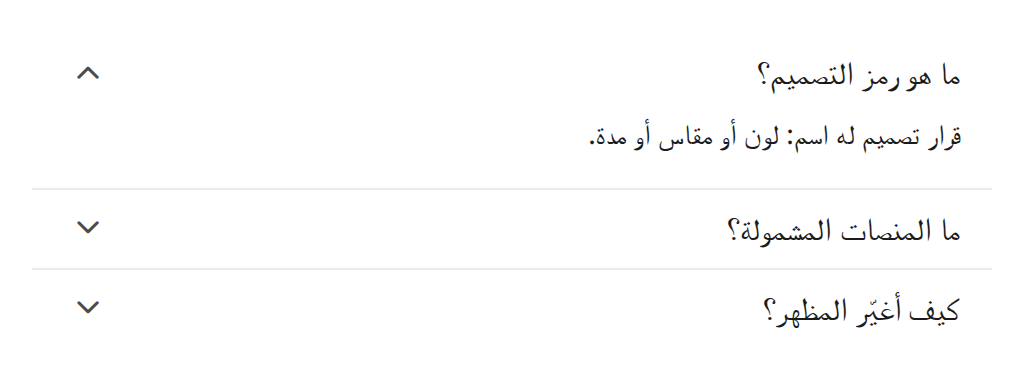 ما هو رمز التصميم؟
قرار تصميم له اسم: لون أو مقاس أو مدة.
ما المنصات المشمولة؟
كيف أغيّر المظهر؟